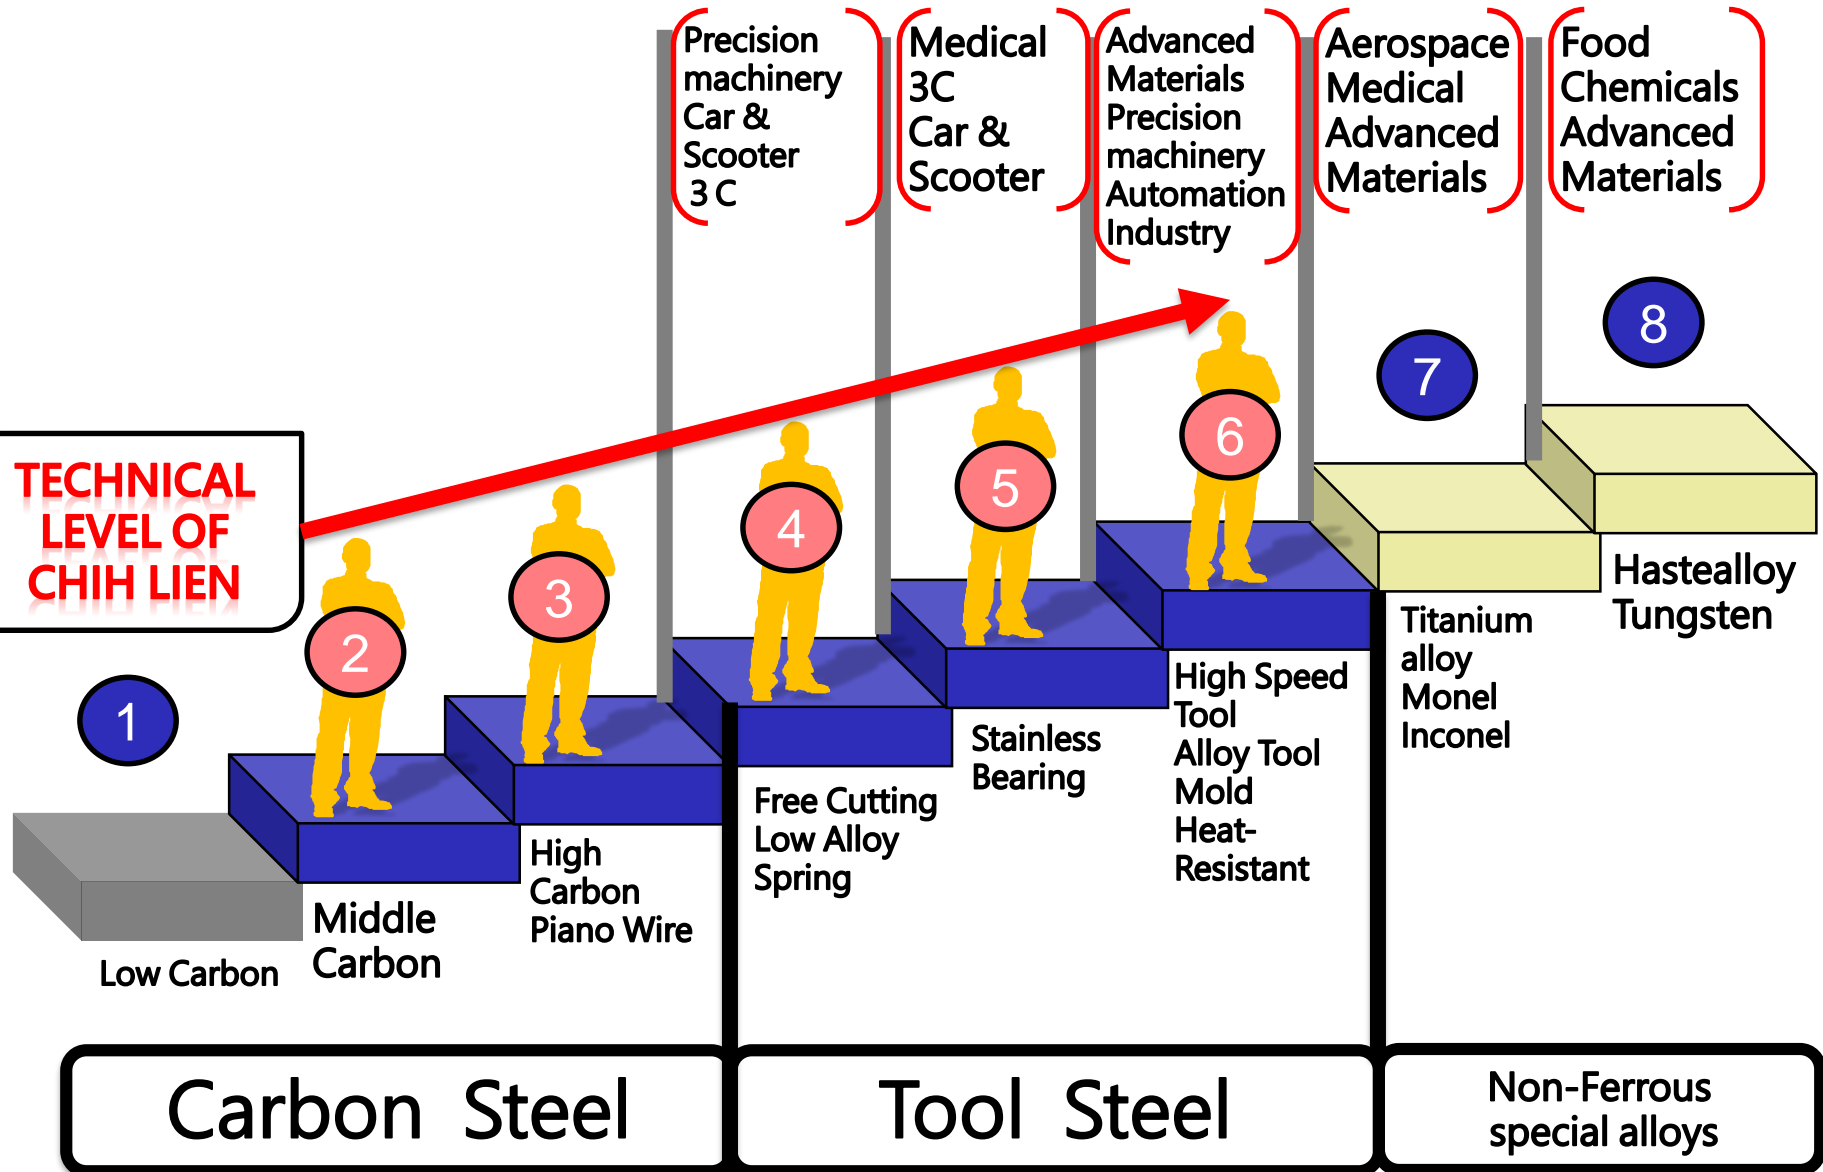 Precision
machinery
Car &
Scooter
3 C
Medical
3C
Car &
Scooter
Advanced
Materials
Precision
machinery
Automation
Industry
Aerospace
Medical
Advanced
Materials
Food
Chemicals
Advanced
Materials
TECHNICAL
LEVEL OF
CHIH LIEN
1
2
3
4
5
6
7
8
Low Carbon
Middle
Carbon
High
Carbon
Piano Wire
Free Cutting
Low Alloy
Spring
Stainless
Bearing
High Speed
Tool
Alloy Tool
Mold
Heat-
Resistant
Titanium
alloy
Monel
Inconel
Hastealloy
Tungsten
Carbon Steel
Tool Steel
Non-Ferrous
special alloys